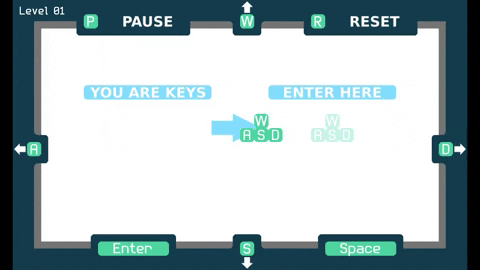 Level 01
P PAUSE W R RESET
YOU ARE KEYS ENTER HERE
W W
A S D A S D
A D
Enter S Space